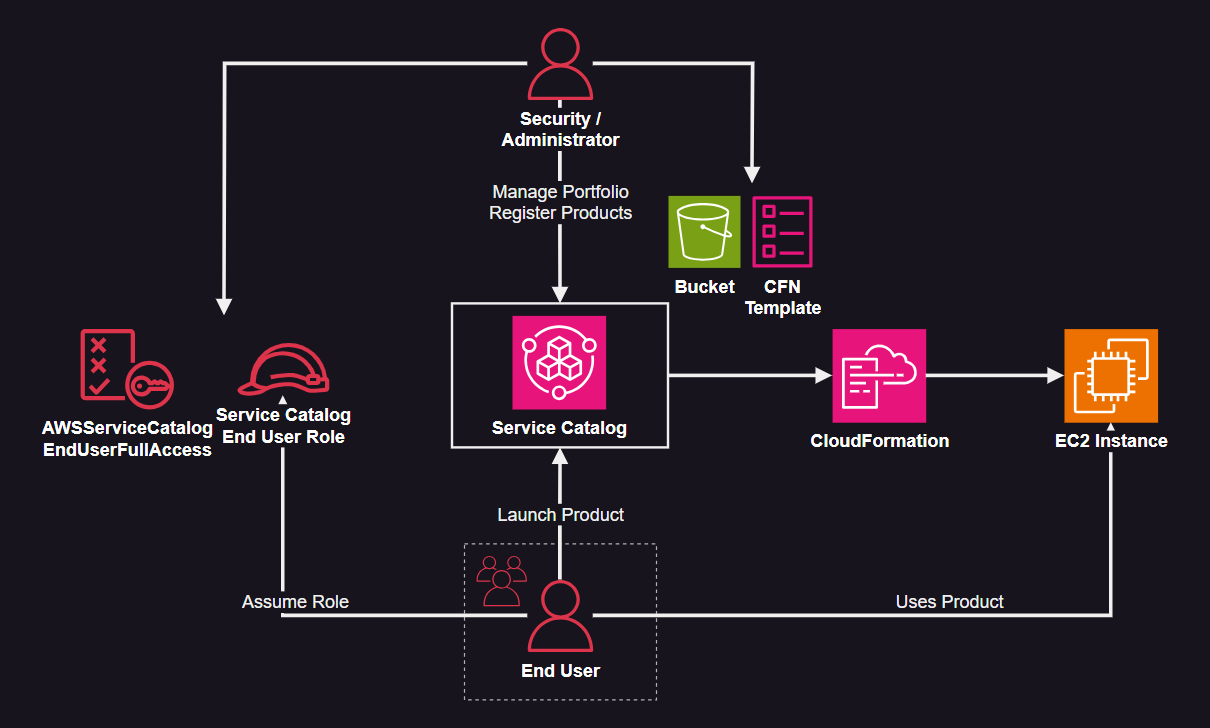 Security /
Administrator
Manage Portfolio
Register Products
Bucket
CFN
Template
AWSServiceCatalog
EndUserFullAccess
Service Catalog
End User Role
Service Catalog
CloudFormation
EC2 Instance
Launch Product
Assume Role
Uses Product
End User